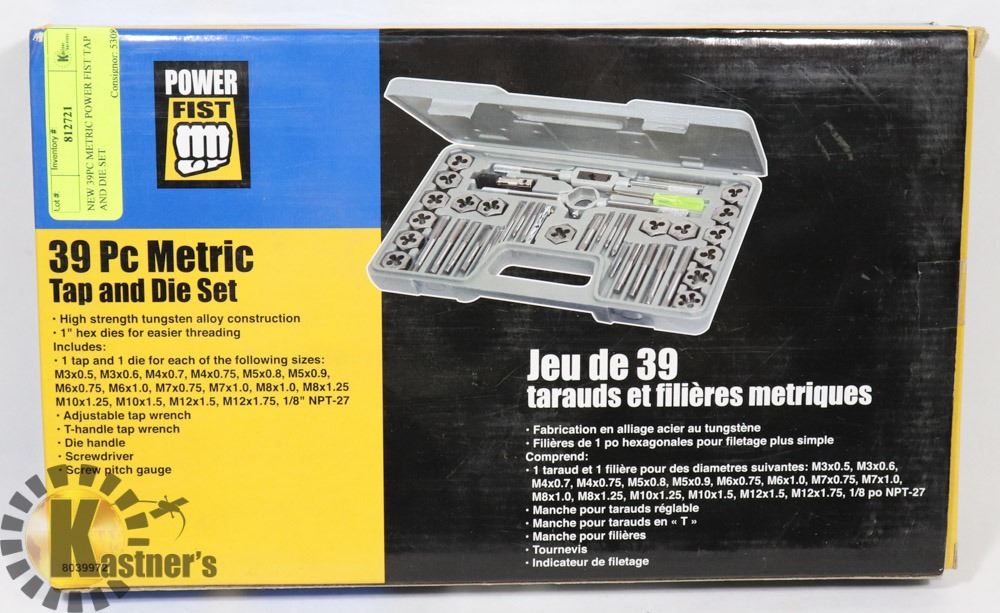 Lot #:
Inventory #
812721
NEW 39PC METRIC POWER FIST TAP
AND DIE SET
Consignor: 5308
POWER
FIST
39 Pc Metric
Tap and Die Set
· High strength tungsten alloy construction
· 1" hex dies for easier threading
Includes:
· 1 tap and 1 die for each of the following sizes:
M3x0.5, M3x0.6, M4x0.7, M4x0.75, M5x0.8, M5x0.9,
M6x0.75, M6x1.0, M7x0.75, M7x1.0, M8x1.0, M8x1.25
M10x1.25, M10x1.5, M12x1.5, M12x1.75, 1/8" NPT-27
· Adjustable tap wrench
· T-handle tap wrench
· Die handle
· Screwdriver
· Screw pitch gauge
8039972
Kastner's
Jeu de 39
tarauds et filières metriques
· Fabrication en alliage acier au tungstène
· Filières de 1 po hexagonales pour filetage plus simple
Comprend:
· 1 taraud et 1 filière pour des diametres suivantes: M3x0.5, M3x0.6,
M4x0.7, M4x0.75, M5x0.8, M5x0.9, M6x0.75, M6x1.0, M7x0.75, M7x1.0,
M8x1.0, M8x1.25, M10x1.25, M10x1.5, M12x1.5, M12x1.75, 1/8 po NPT-27
· Manche pour tarauds réglable
· Manche pour tarauds en « T »
· Manche pour filières
· Tournevis
· Indicateur de filetage